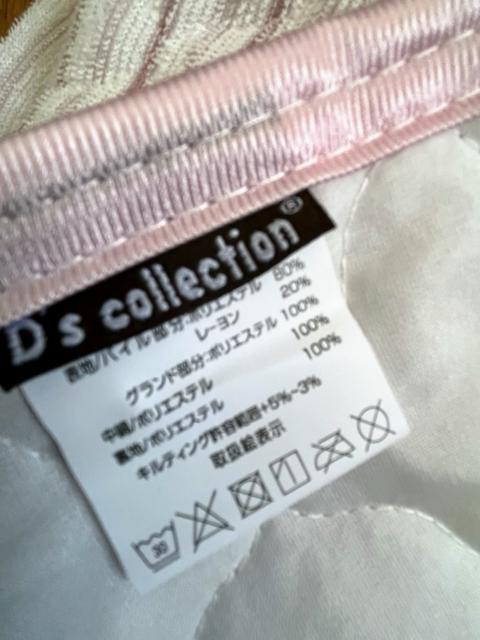 D's collection®
表地/パイル部分:ポリエステル 80%
レーヨン 20%
グランド部分:ポリエステル 100%
中綿/ポリエステル 100%
裏地/ポリエステル 100%
キルティング許容範囲+5%-3%
取扱絵表示
30